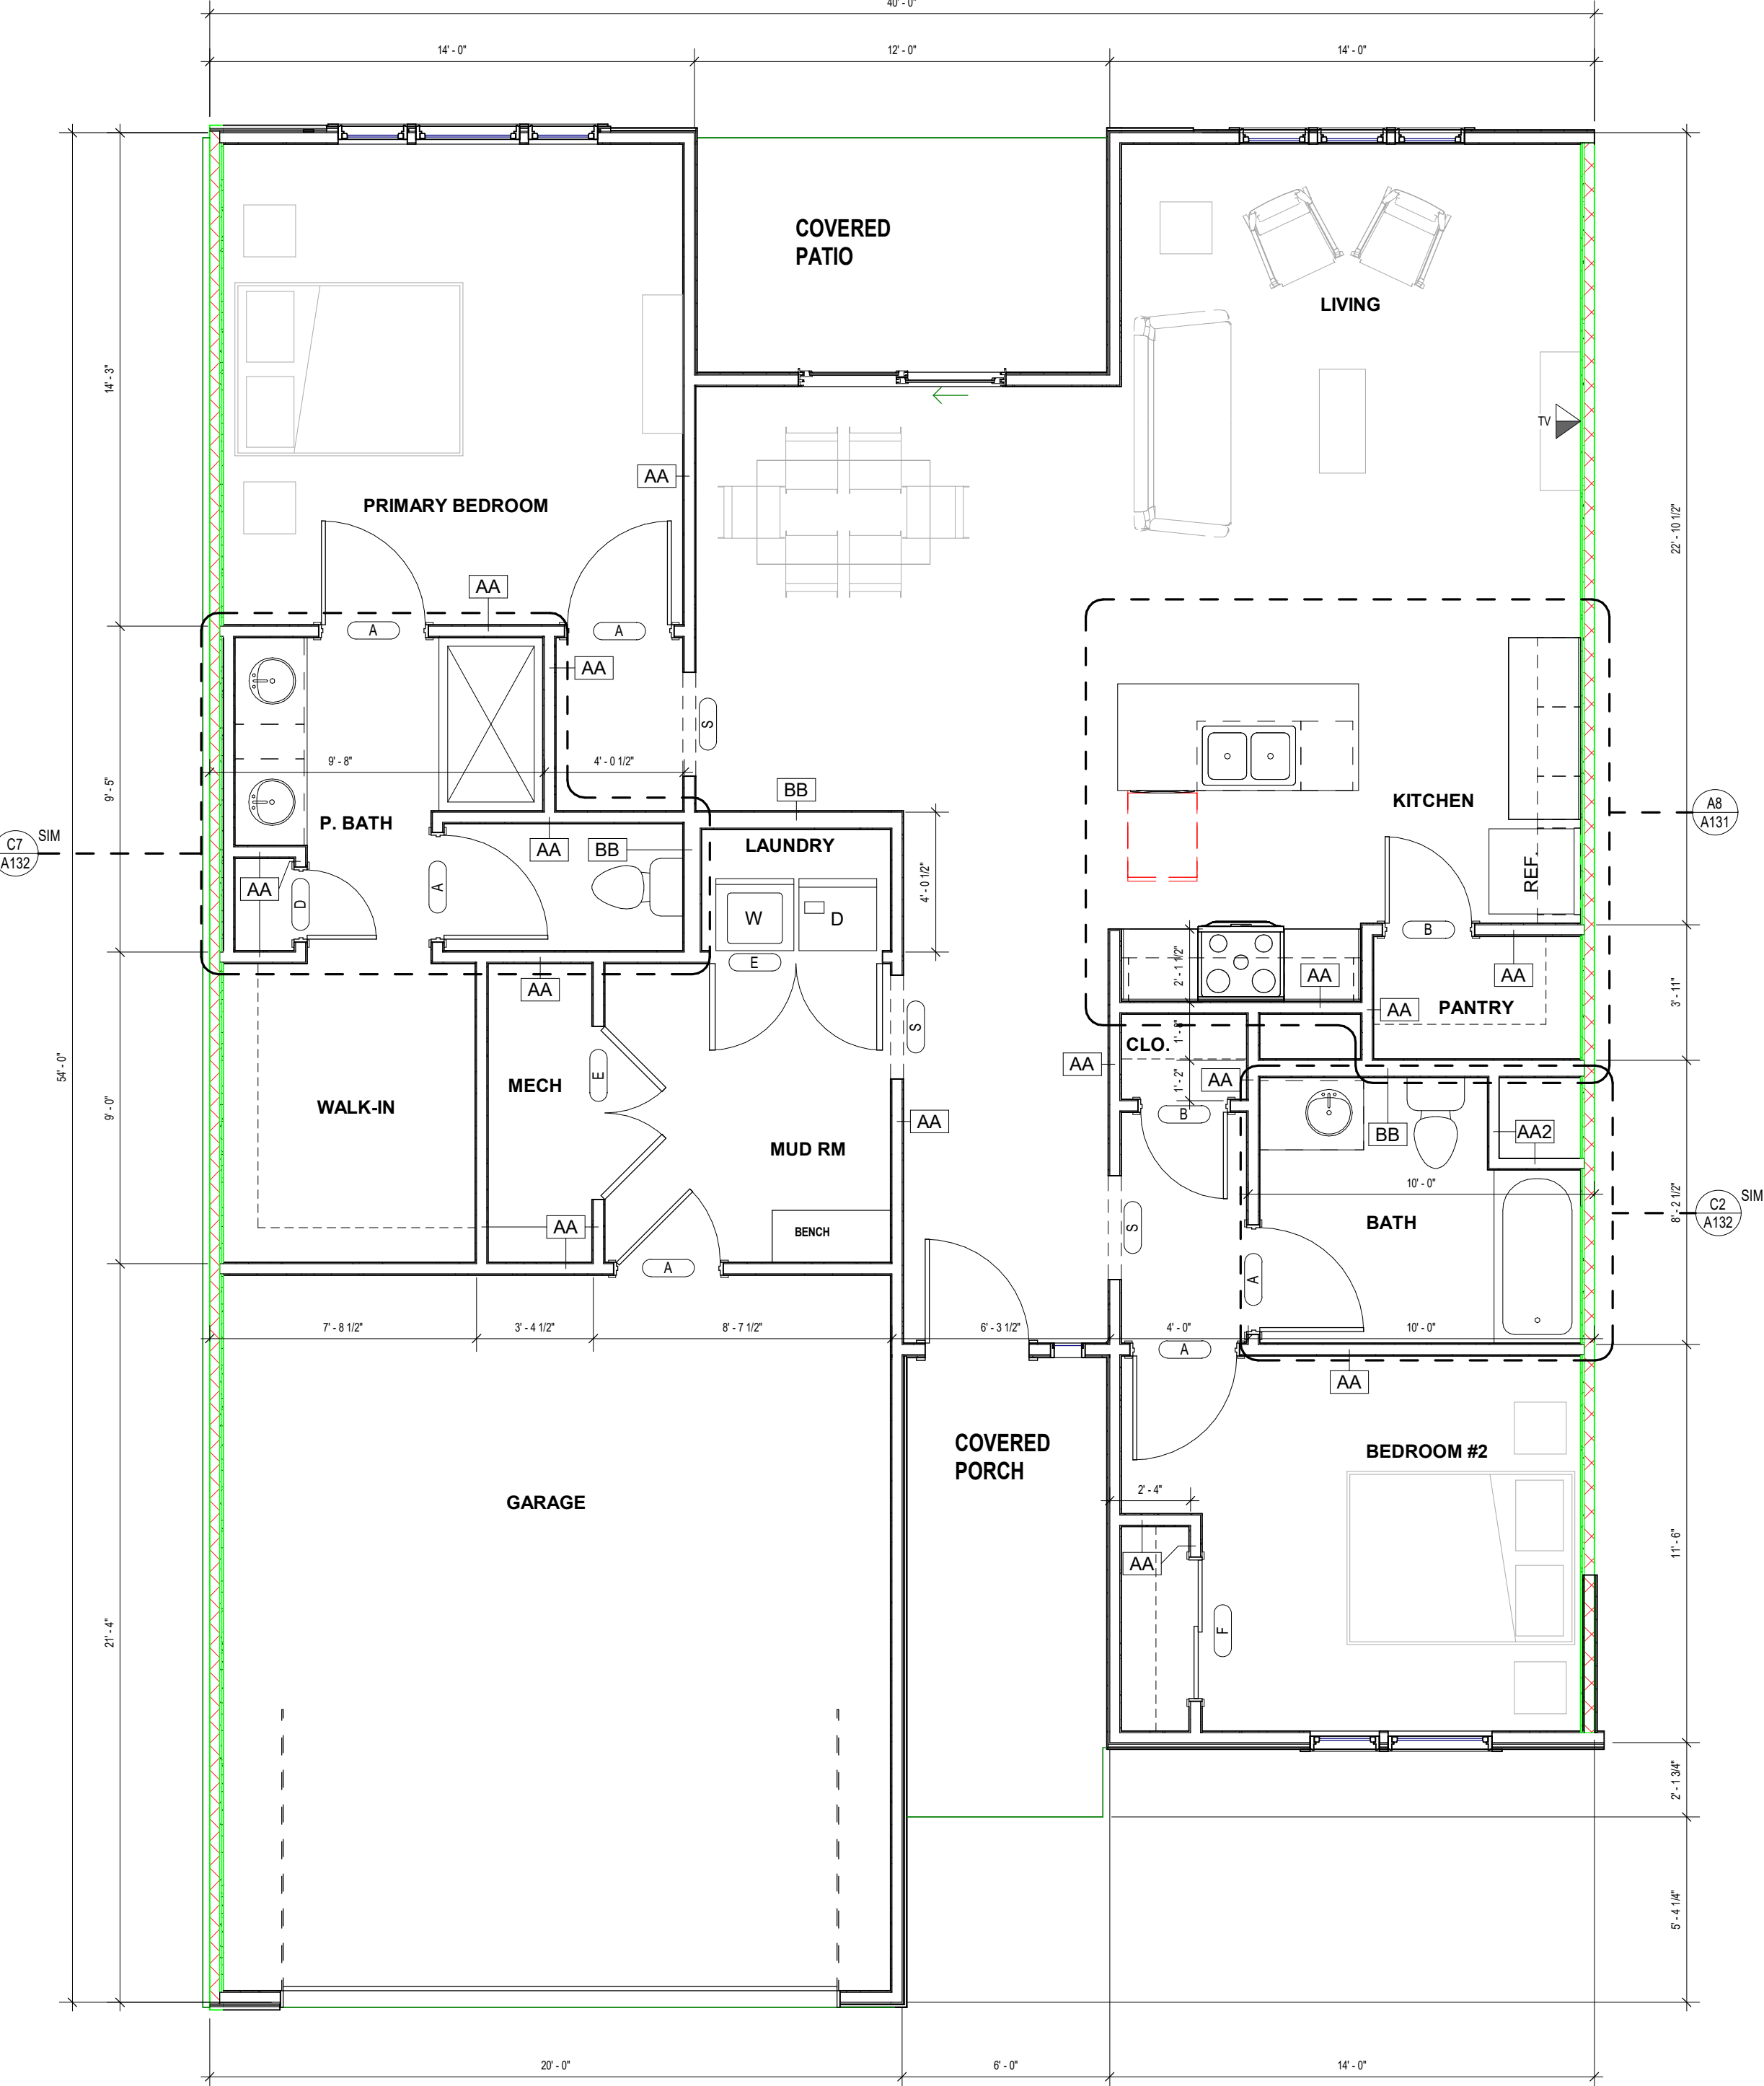 40' - 0"
14' - 0"
12' - 0"
14' - 0"
COVERED
PATIO
LIVING
14' - 3"
TV
AA
PRIMARY BEDROOM
22' - 10 1/2"
AA
A
A
AA
S
9' - 8"
4' - 0 1/2"
9' - 5"
BB
KITCHEN
A8
A131
P. BATH
SIM
C7
A132
LAUNDRY
AA
BB
4' - 0 1/2"
REF.
AA
D
A
W
D
B
E
2' - 1 1/2"
AA
AA
AA
3' - 11"
AA
PANTRY
S
1' - 8"
CLO.
54' - 0"
AA
E
MECH
1' - 2"
AA
9' - 0"
WALK-IN
B
AA
BB
AA2
MUD RM
10' - 0"
8' - 2 1/2"
SIM
C2
A132
AA
BENCH
S
BATH
A
A
7' - 8 1/2"
3' - 4 1/2"
8' - 7 1/2"
6' - 3 1/2"
4' - 0"
10' - 0"
A
AA
COVERED
PORCH
BEDROOM #2
2' - 4"
GARAGE
AA
11' - 6"
F
21' - 4"
2' - 1 3/4"
5' - 4 1/4"
20' - 0"
6' - 0"
14' - 0"